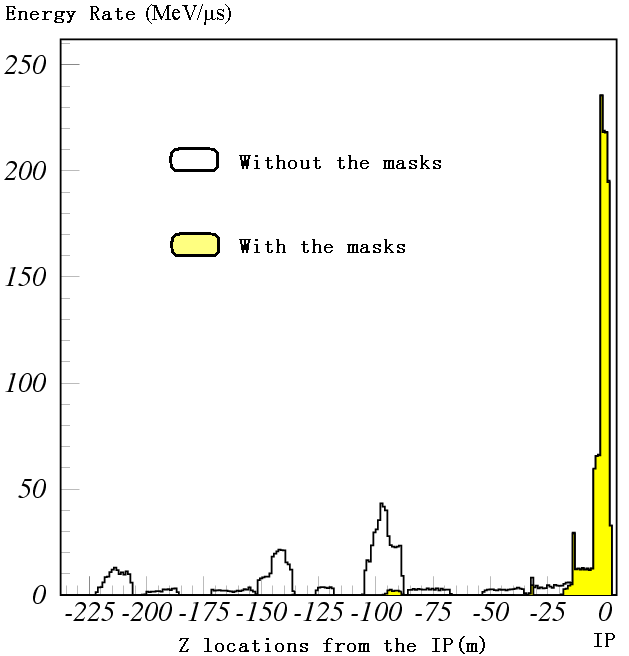 Energy Rate (MeV/μs)
250
200
150
100
50
0
Without the masks
With the masks
-225 -200 -175 -150 -125 -100 -75 -50 -25 0
Z locations from the IP(m) IP